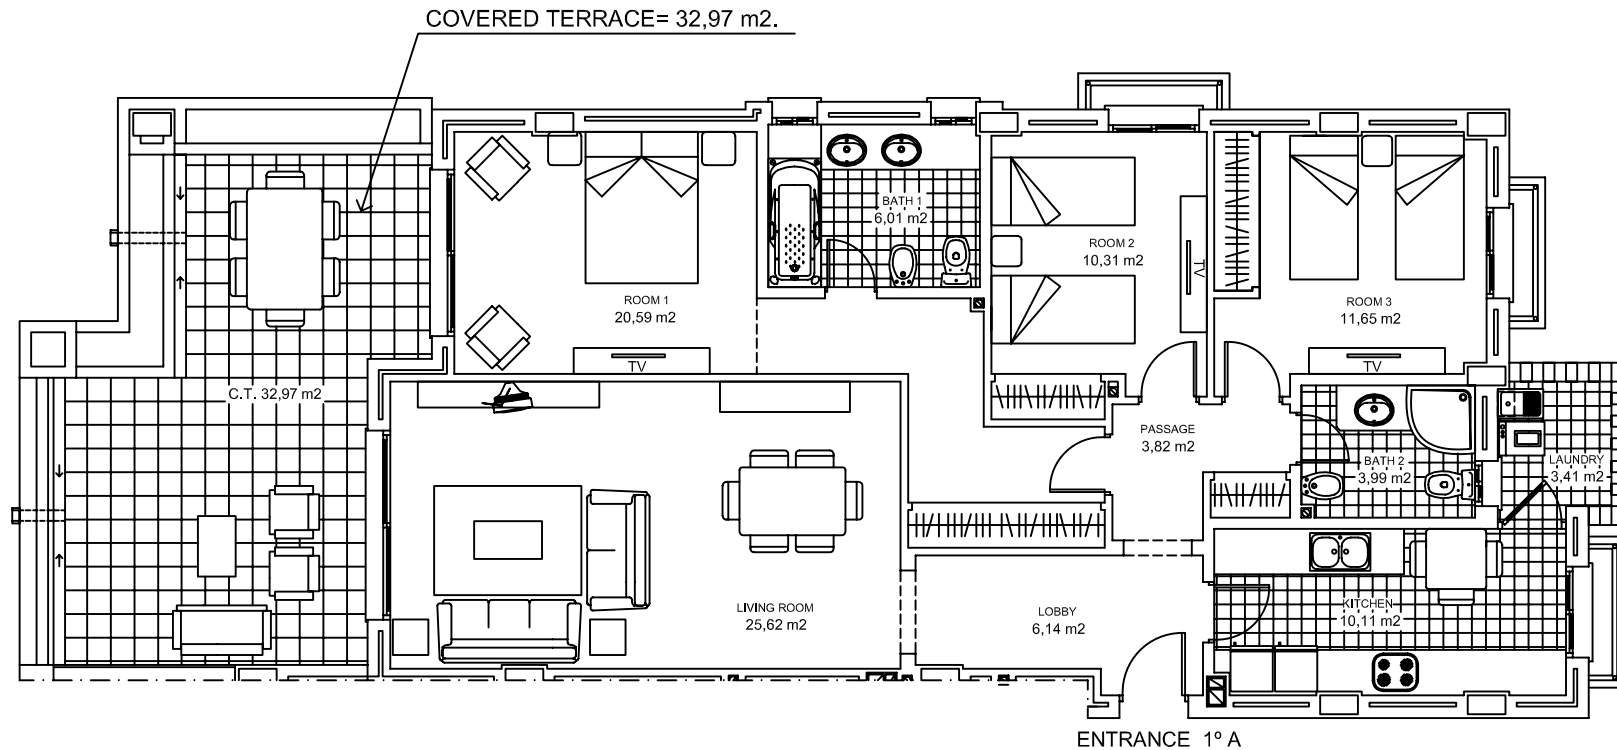 COVERED TERRACE= 32,97 m2.
BATH 1
6,01 m2
ROOM 2
10,31 m2
TV
ROOM 1
20,59 m2
TV
ROOM 3
11,65 m2
TV
C.T. 32,97 m2
PASSAGE
3,82 m2
BATH 2
3,99 m2
LAUNDRY
3,41 m2
LIVING ROOM
25,62 m2
LOBBY
6,14 m2
KITCHEN
10,11 m2
ENTRANCE 1º A